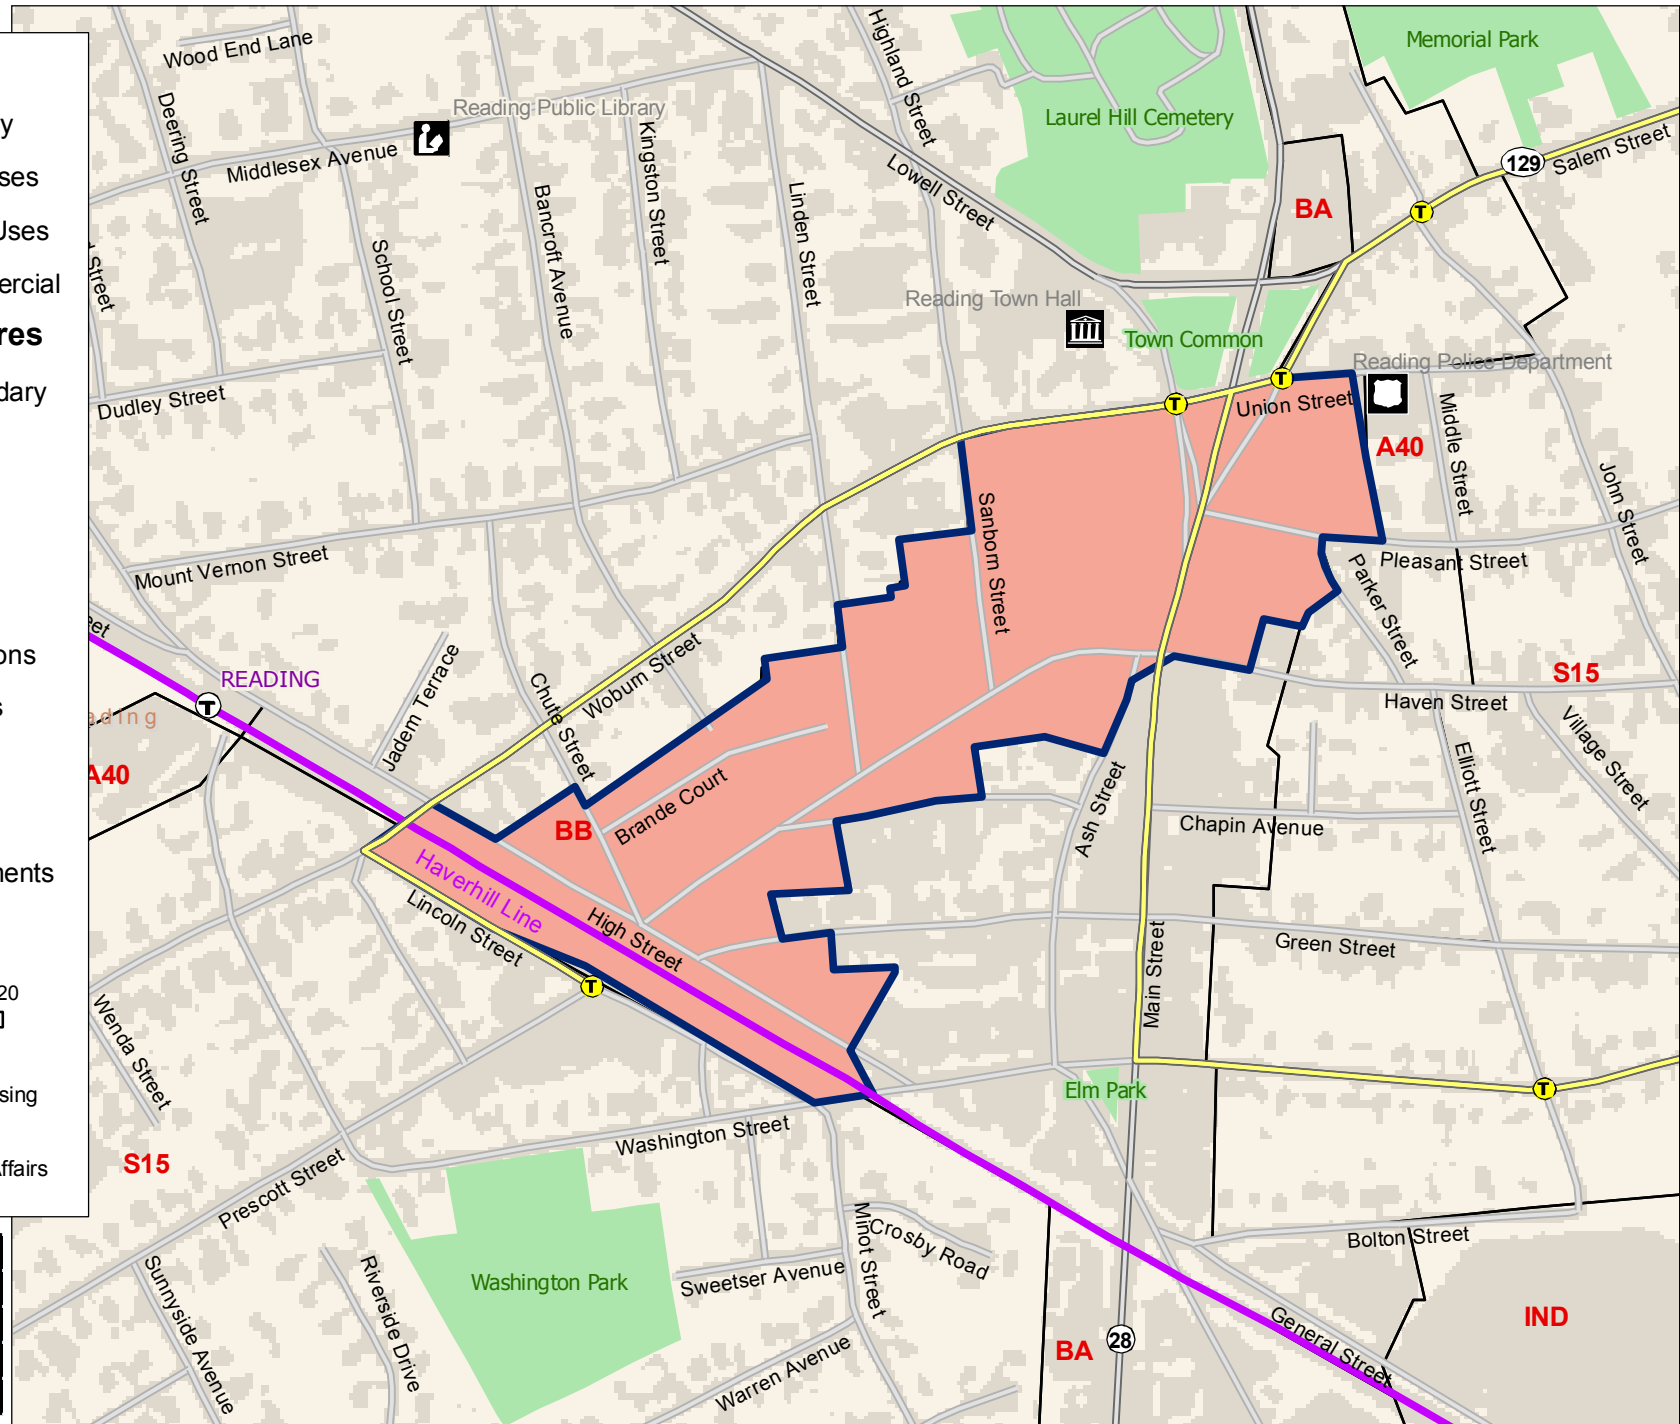 Wood End Lane
Highland Street
Memorial Park
Deering Street
Reading Public Library
Laurel Hill Cemetery
Middlesex Avenue
Kingston Street
129
Salem Street
Lowell Street
Bancroft Avenue
Linden Street
BA
T
School Street
Street
Reading Town Hall
Town Common
Reading Police Department
T
T
Union Street
Dudley Street
Middle Street
A40
John Street
Sanborn Street
Mount Vernon Street
Pleasant Street
Parker Street
Woburn Street
Jadem Terrace
READING
T
Chute Street
S15
Haven Street
Village Street
ading
A40
Elliott Street
Ash Street
BB
Brande Court
Chapin Avenue
Haverhill Line
Lincoln Street
High Street
Green Street
Main Street
T
Wenda Street
Elm Park
T
Washington Street
S15
Prescott Street
Minot Street
Crosby Road
Bolton Street
Sunnyside Avenue
Riverside Drive
Washington Park
Sweetser Avenue
IND
General Street
28
BA
Warren Avenue
y
ses
Uses
ercial
res
dary
eet
ons
s
ments
20
sing
ffairs